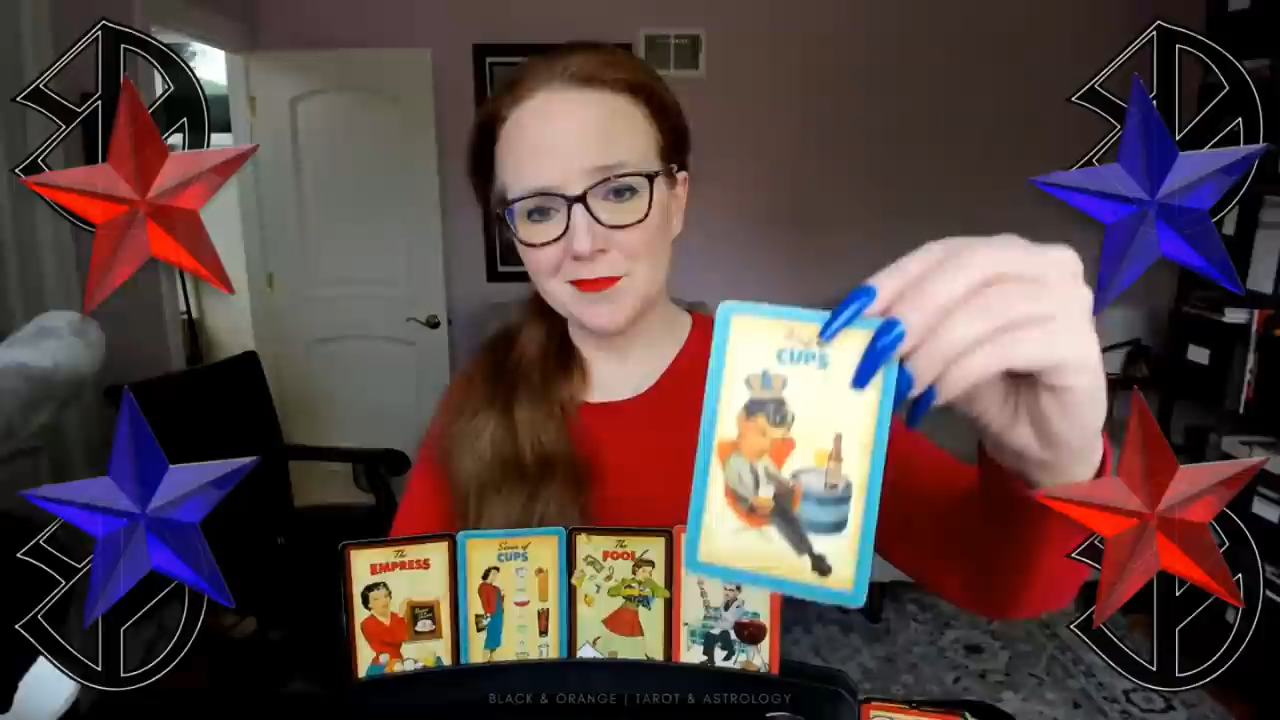 CUPS
The
EMPRESS
Seven of
CUPS
The
FOOL
BLACK & ORANGE | TAROT & ASTROLOGY